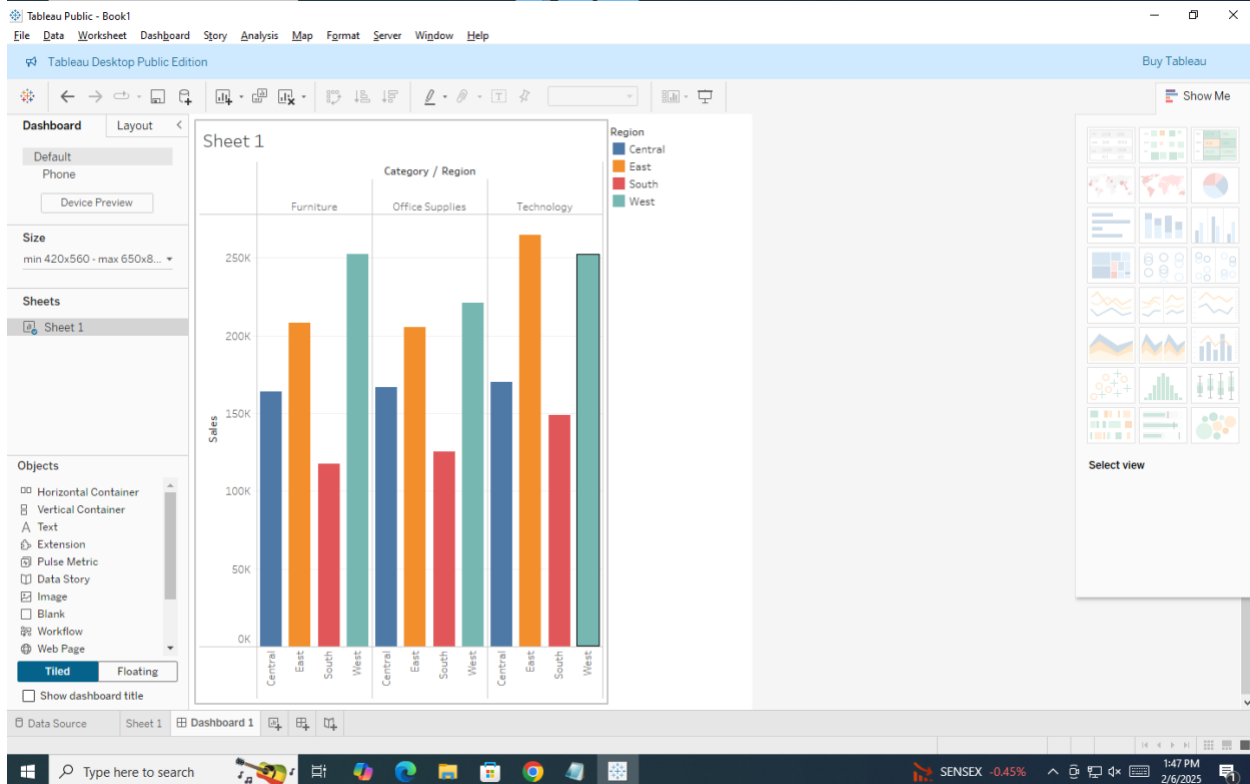 Tableau Public - Book1
File Data Worksheet Dashboard Story Analysis Map Format Server Window Help
Tableau Desktop Public Edition
Buy Tableau
Show Me
Dashboard Layout
Default
Phone
Device Preview
Size
min 420x560 - max 650x8...
Sheets
Sheet 1
Objects
Horizontal Container
Vertical Container
Text
Extension
Pulse Metric
Data Story
Image
Blank
Workflow
Web Page
Tiled Floating
Show dashboard title
Sheet 1
Category / Region
Furniture Office Supplies Technology
Sales
250K
200K
150K
100K
50K
0K
Central East South West Central East South West Central East South West
Region
Central
East
South
West
Select view
Data Source Sheet 1 Dashboard 1
Type here to search
SENSEX -0.45%
1:47 PM
2/6/2025
1